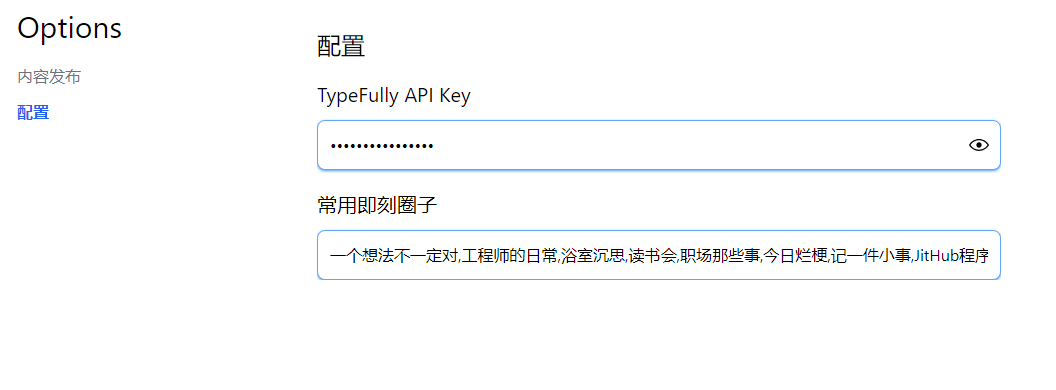 Options
内容发布
配置
配置
TypeFully API Key
••••••••••••••••
常用即刻圈子
一个想法不一定对,工程师的日常,浴室沉思,读书会,职场那些事,今日烂梗,记一件小事,JitHub程序